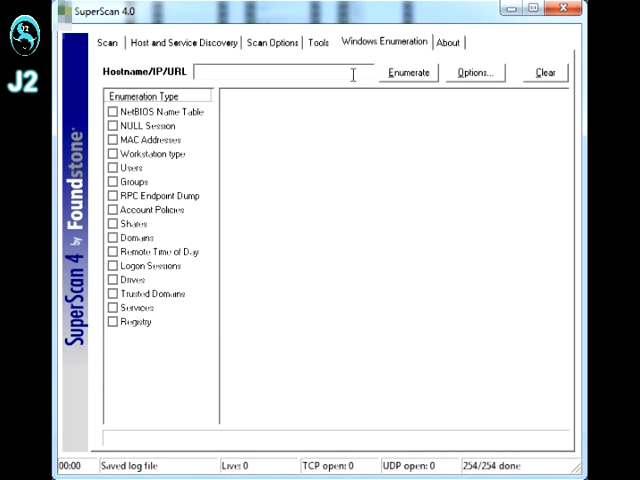 SuperScan 4.0
J2
Scan
Host and Service Discovery
Scan Options
Tools
Windows Enumeration
About
Hostname/IP/URL
Enumerate
Options...
Clear
Enumeration Type
NetBIOS Name Table
NULL Session
MAC Addresses
Workstation type
Users
Groups
RPC Endpoint Dump
Account Policies
Shares
Domains
Remote Time of Day
Logon Sessions
Drives
Trusted Domains
Services
Registry
SuperScan 4 by Foundstone
00:00
Saved log file
Live: 0
TCP open: 0
UDP open: 0
254/254 done